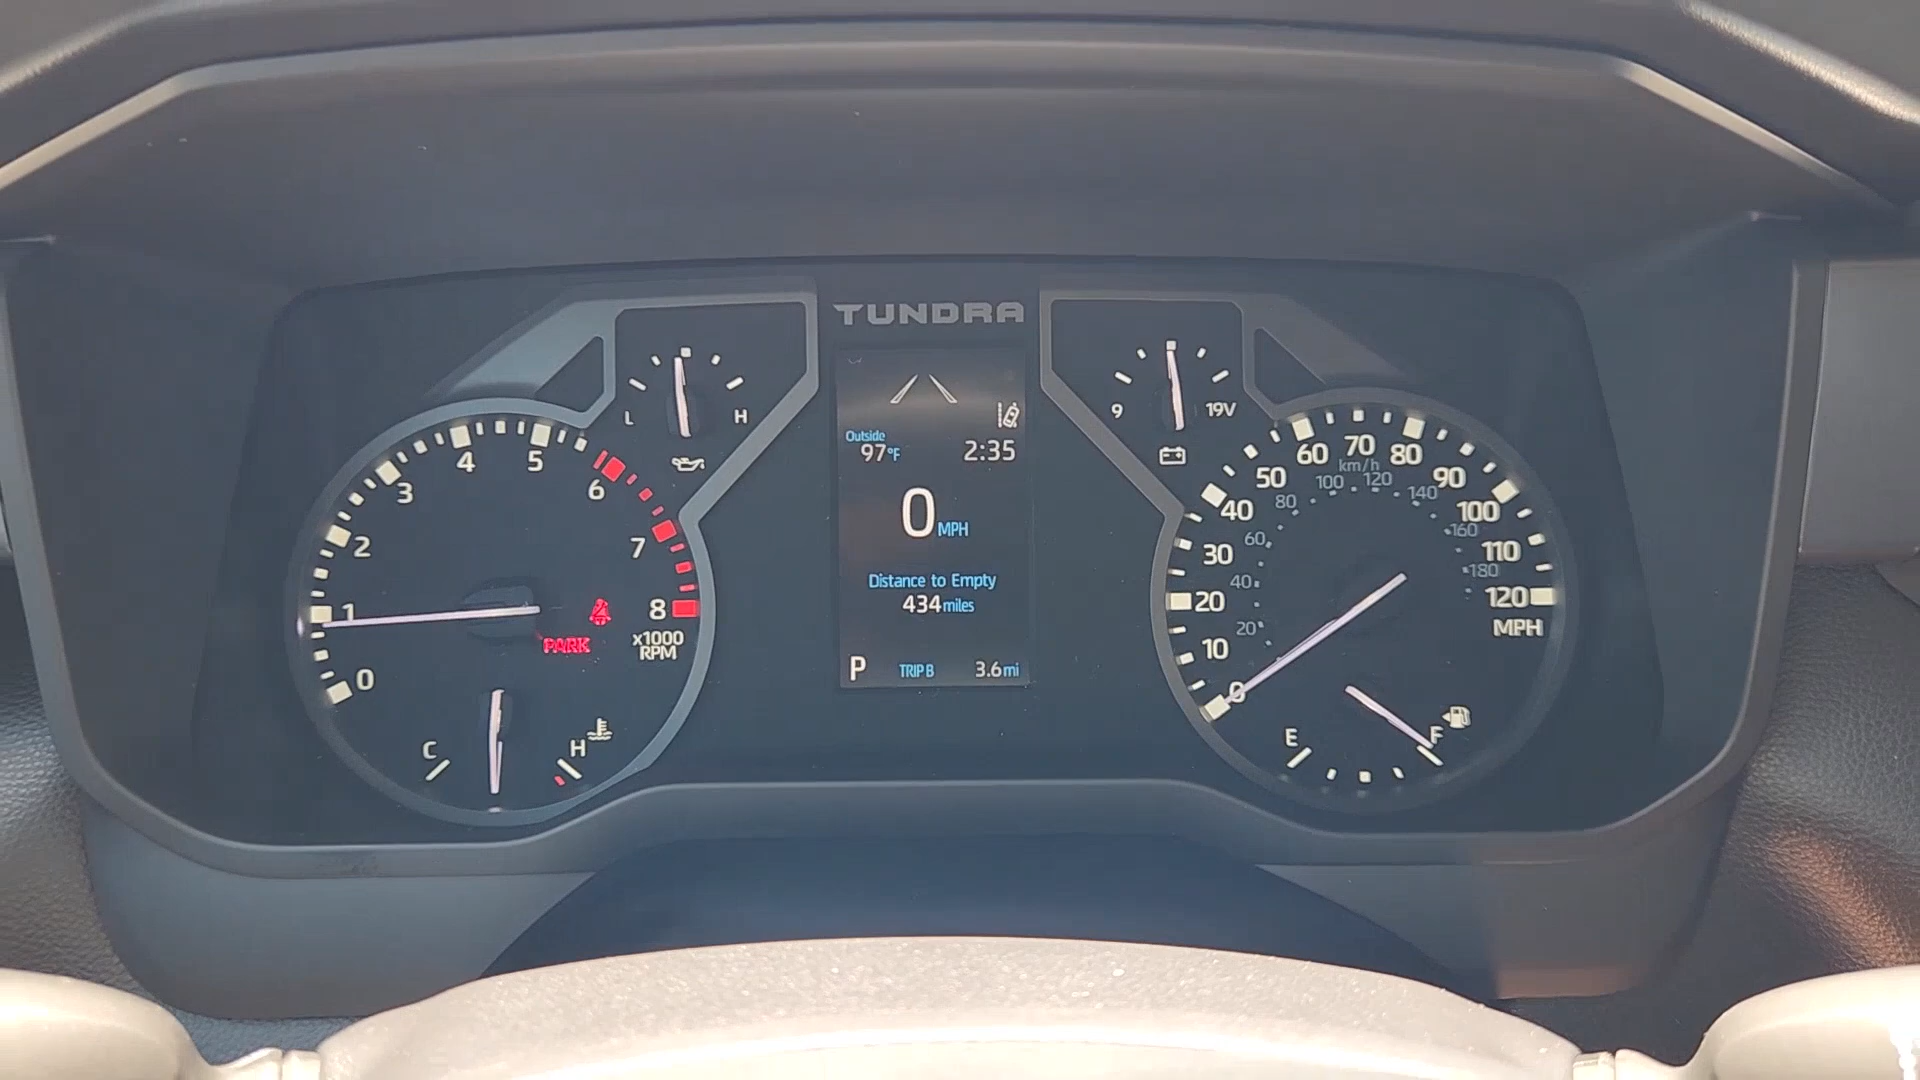 TUNDRA
L H
9 19V
Outside
97°F 2:35
0 MPH
Distance to Empty
434 miles
P TRIP B 3.6 mi
0 1 2 3 4 5 6 7 8
x1000
RPM
PARK
C H
0 10 20 30 40 50 60 70 80 90 100 110 120
MPH
km/h
20 40 60 80 100 120 140 160 180
E F